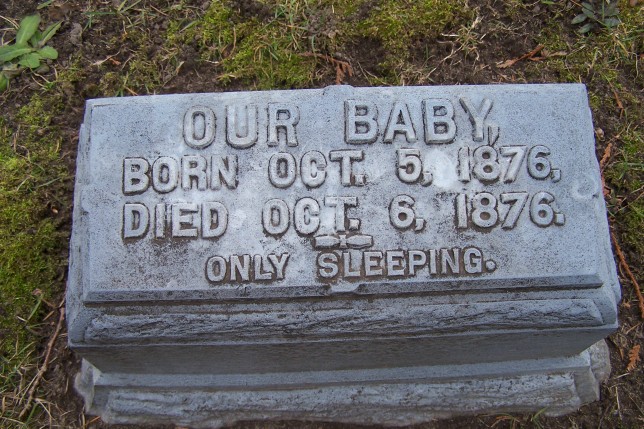 OUR BABY,
BORN OCT. 5, 1876,
DIED OCT. 6, 1876.
ONLY SLEEPING.